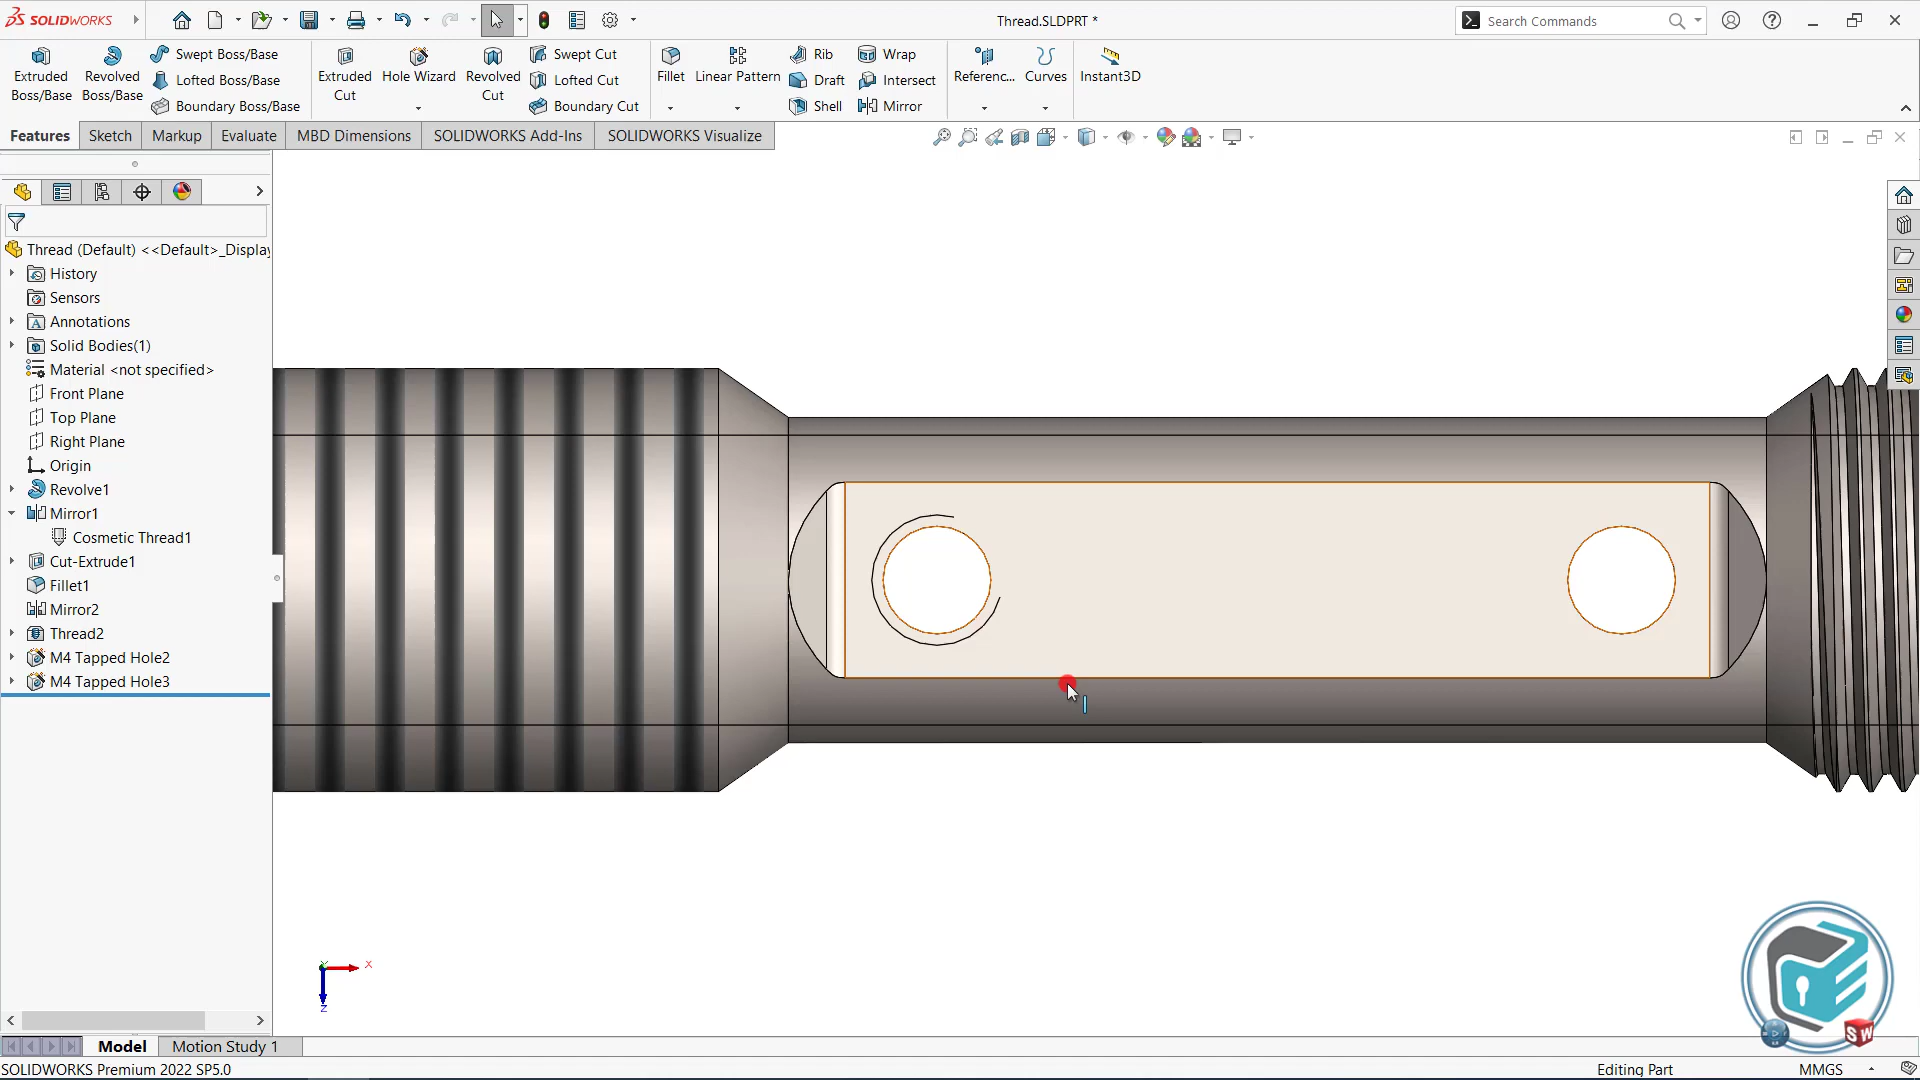 SOLIDWORKS
Thread.SLDPRT *
Search Commands
Extruded Boss/Base
Revolved Boss/Base
Swept Boss/Base
Lofted Boss/Base
Boundary Boss/Base
Extruded Cut
Hole Wizard
Revolved Cut
Swept Cut
Lofted Cut
Boundary Cut
Fillet
Linear Pattern
Rib
Draft
Shell
Wrap
Intersect
Mirror
Referenc...
Curves
Instant3D
Features
Sketch
Markup
Evaluate
MBD Dimensions
SOLIDWORKS Add-Ins
SOLIDWORKS Visualize
Thread (Default) <<Default>_Display
History
Sensors
Annotations
Solid Bodies(1)
Material <not specified>
Front Plane
Top Plane
Right Plane
Origin
Revolve1
Mirror1
Cosmetic Thread1
Cut-Extrude1
Fillet1
Mirror2
Thread2
M4 Tapped Hole2
M4 Tapped Hole3
Y
X
Z
SW
Model
Motion Study 1
SOLIDWORKS Premium 2022 SP5.0
Editing Part
MMGS